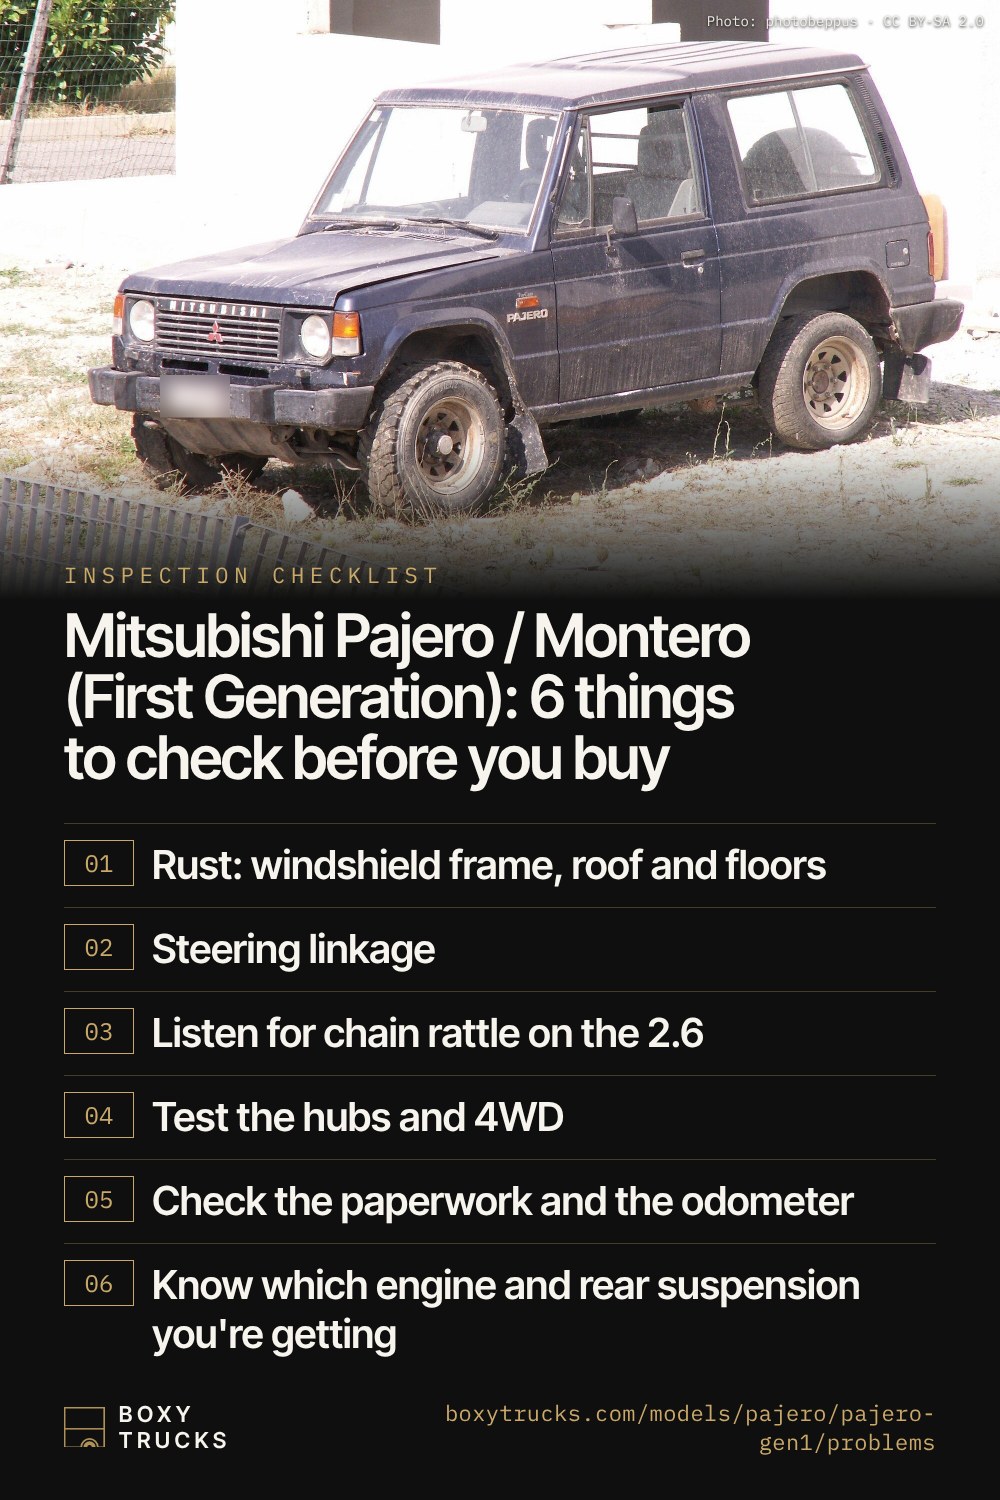 Photo: photobeppus · CC BY-SA 2.0
MITSUBISHI
PAJERO
INSPECTION CHECKLIST
Mitsubishi Pajero / Montero
(First Generation): 6 things
to check before you buy
01 Rust: windshield frame, roof and floors
02 Steering linkage
03 Listen for chain rattle on the 2.6
04 Test the hubs and 4WD
05 Check the paperwork and the odometer
06 Know which engine and rear suspension
you're getting
BOXY
TRUCKS
boxytrucks.com/models/pajero/pajero-
gen1/problems